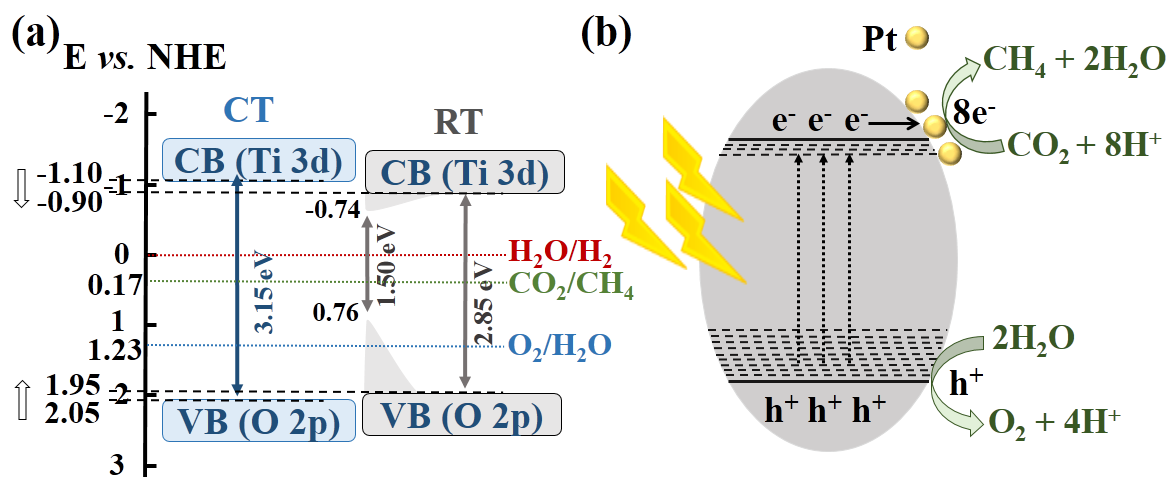 (a)
E vs. NHE
-2
-1.10
-1
-0.90
0
0.17
1
1.23
1.95
2
2.05
3
CT
CB (Ti 3d)
3.15 eV
VB (O 2p)
RT
CB (Ti 3d)
-0.74
1.50 eV
0.76
2.85 eV
VB (O 2p)
H₂O/H₂
CO₂/CH₄
O₂/H₂O
(b)
Pt
CH₄ + 2H₂O
8e⁻
CO₂ + 8H⁺
e⁻ e⁻ e⁻
2H₂O
h⁺
O₂ + 4H⁺
h⁺ h⁺ h⁺